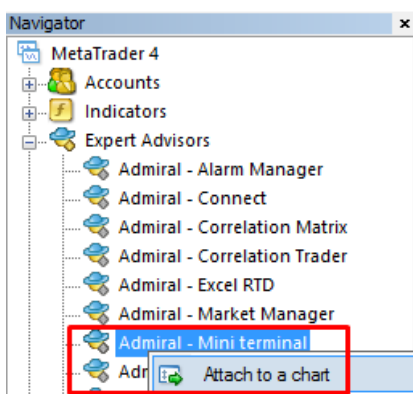 Navigator
MetaTrader 4
Accounts
Indicators
Expert Advisors
Admiral - Alarm Manager
Admiral - Connect
Admiral - Correlation Matrix
Admiral - Correlation Trader
Admiral - Excel RTD
Admiral - Market Manager
Admiral - Mini terminal
Attach to a chart